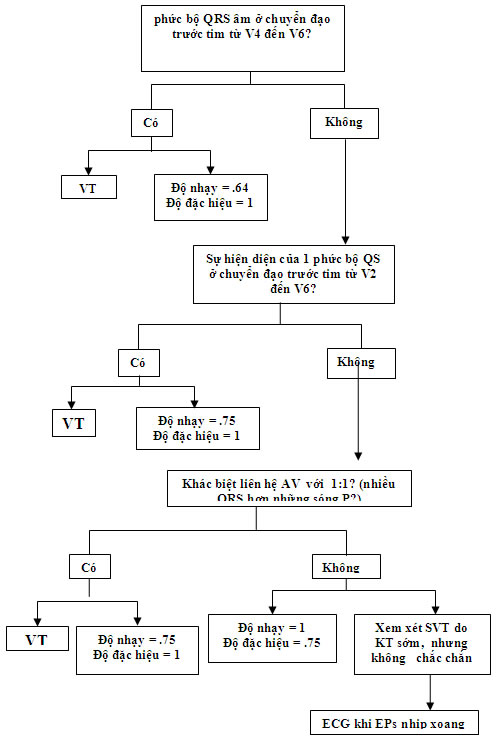 phức bộ QRS âm ở chuyển đạo
trước tim từ V4 đến V6?
Có
Không
VT
Độ nhạy = .64
Độ đặc hiệu = 1
Sự hiện diện của 1 phức bộ QS
ở chuyển đạo trước tim từ V2
đến V6?
Có
Không
VT
Độ nhạy = .75
Độ đặc hiệu = 1
Khác biệt liên hệ AV với 1:1? (nhiều
QRS hơn những sóng P?)
Có
Không
VT
Độ nhạy = .75
Độ đặc hiệu = 1
Độ nhạy = 1
Độ đặc hiệu = .75
Xem xét SVT do
KT sớm, nhưng
không chắc chắn
ECG khi EPs nhịp xoang